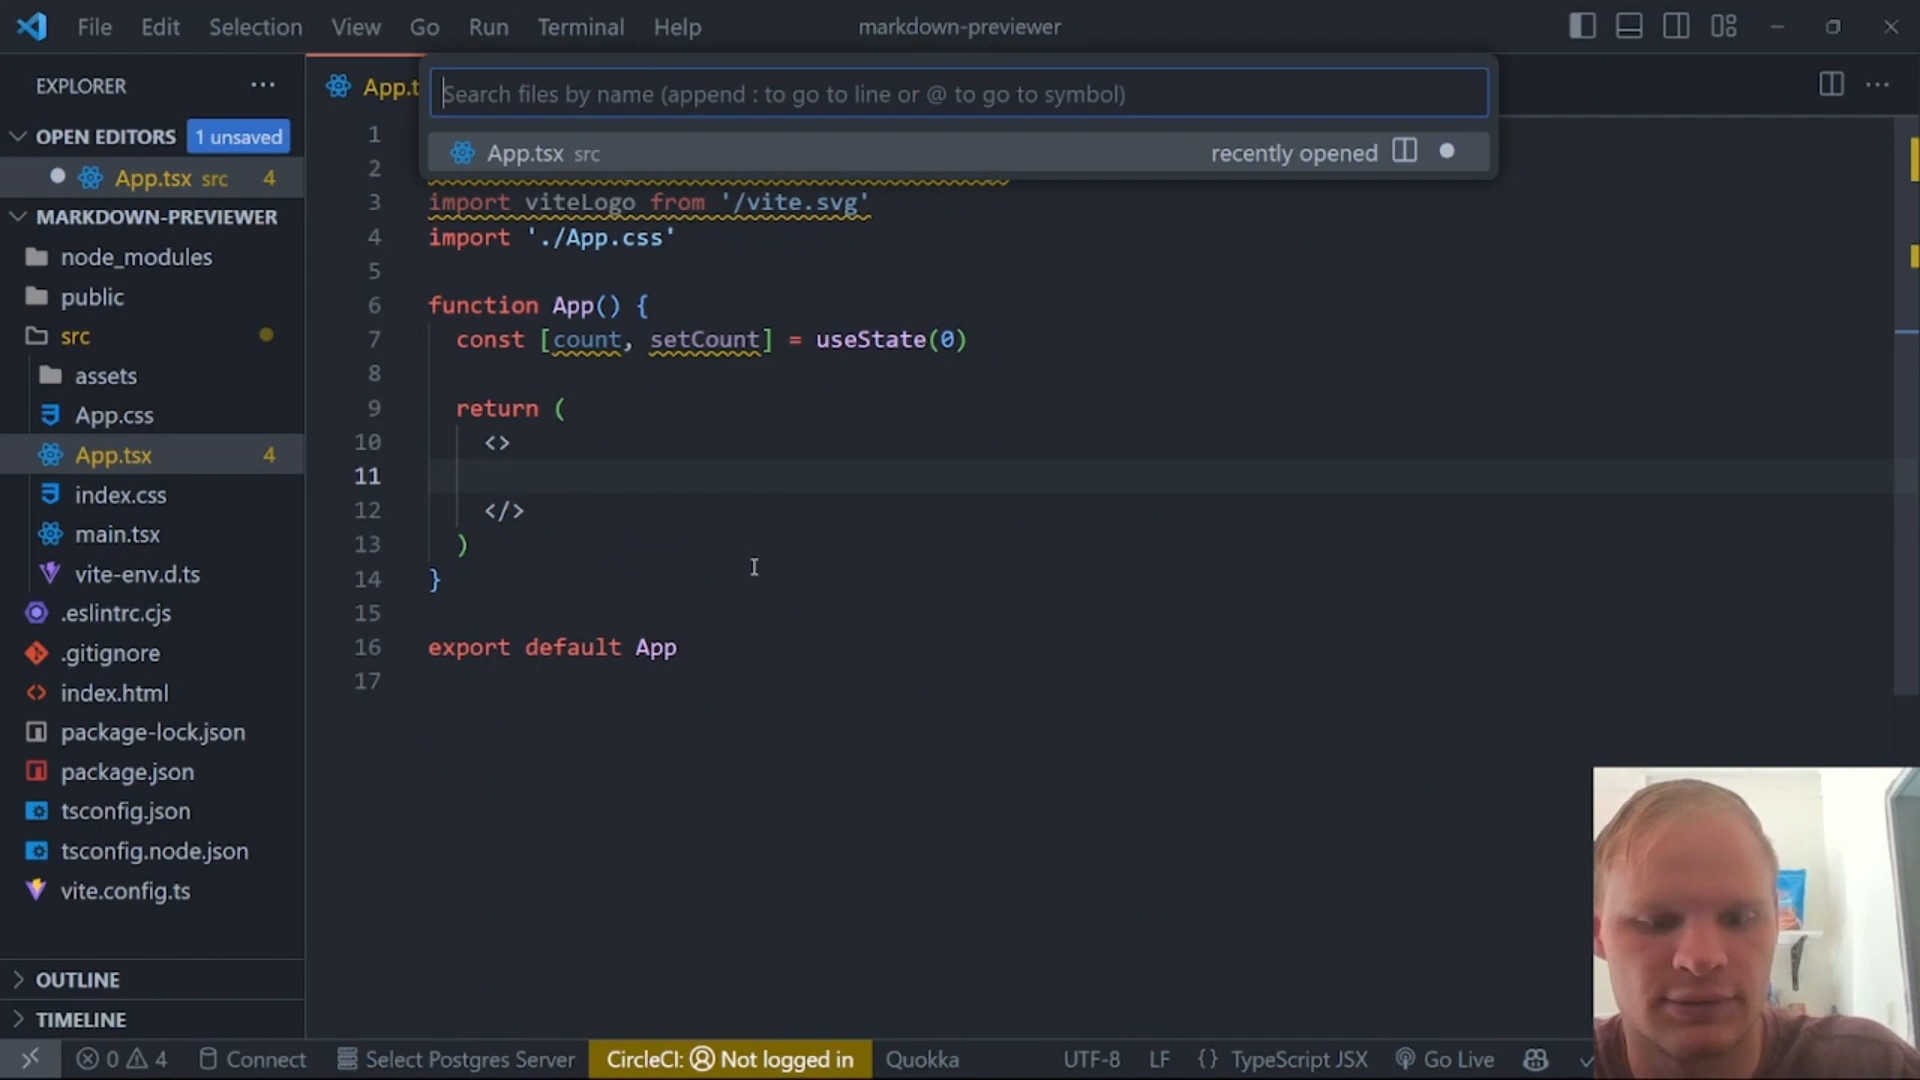 File Edit Selection View Go Run Terminal Help markdown-previewer
EXPLORER
App.t
Search files by name (append : to go to line or @ to go to symbol)
OPEN EDITORS 1 unsaved
App.tsx src recently opened
App.tsx src 4
MARKDOWN-PREVIEWER
node_modules
public
src
assets
App.css
App.tsx 4
index.css
main.tsx
vite-env.d.ts
.eslintrc.cjs
.gitignore
index.html
package-lock.json
package.json
tsconfig.json
tsconfig.node.json
vite.config.ts
OUTLINE
TIMELINE
1
2
3 import viteLogo from '/vite.svg'
4 import './App.css'
5
6 function App() {
7 const [count, setCount] = useState(0)
8
9 return (
10 <>
11
12 </>
13 )
14 }
15
16 export default App
17
0 4 Connect Select Postgres Server CircleCI: Not logged in Quokka UTF-8 LF {} TypeScript JSX Go Live